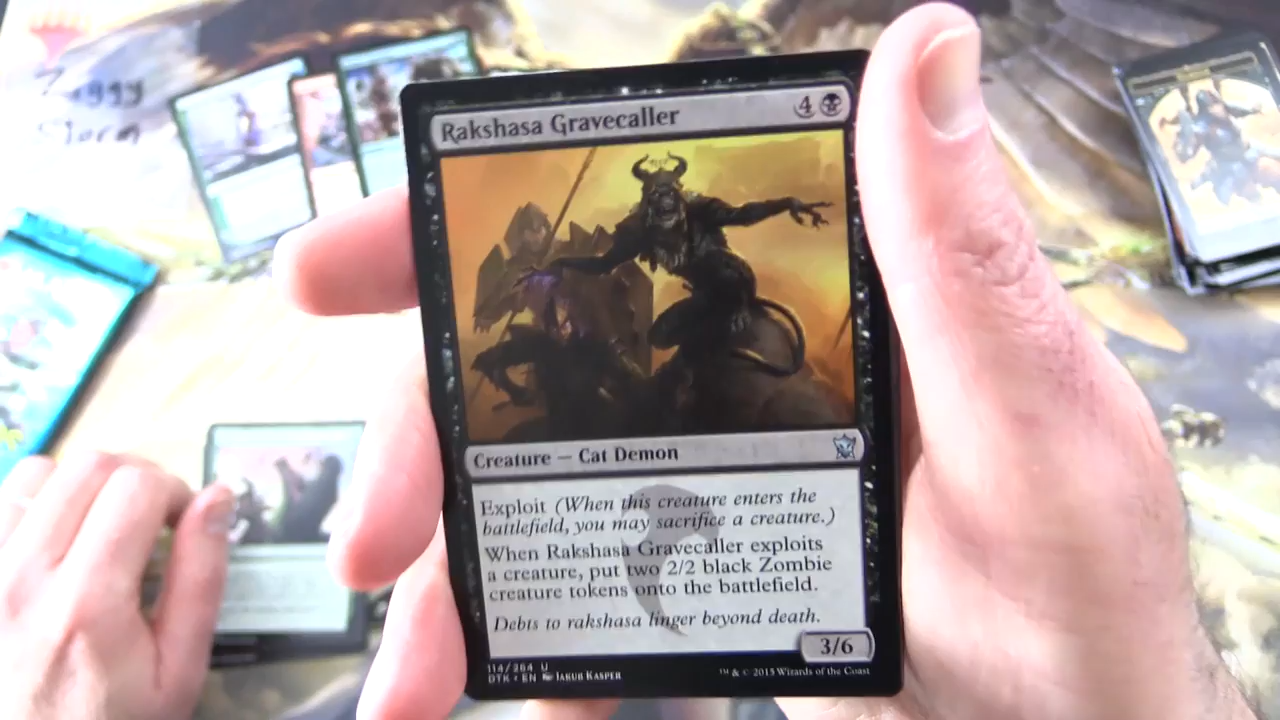 Zaggy
Storm
Rakshasa Gravecaller
4
Creature — Cat Demon
Exploit (When this creature enters the
battlefield, you may sacrifice a creature.)
When Rakshasa Gravecaller exploits
a creature, put two 2/2 black Zombie
creature tokens onto the battlefield.
Debts to rakshasa linger beyond death.
3/6
114/264 U
DTK • EN Jakub Kasper
™ & © 2015 Wizards of the Coast